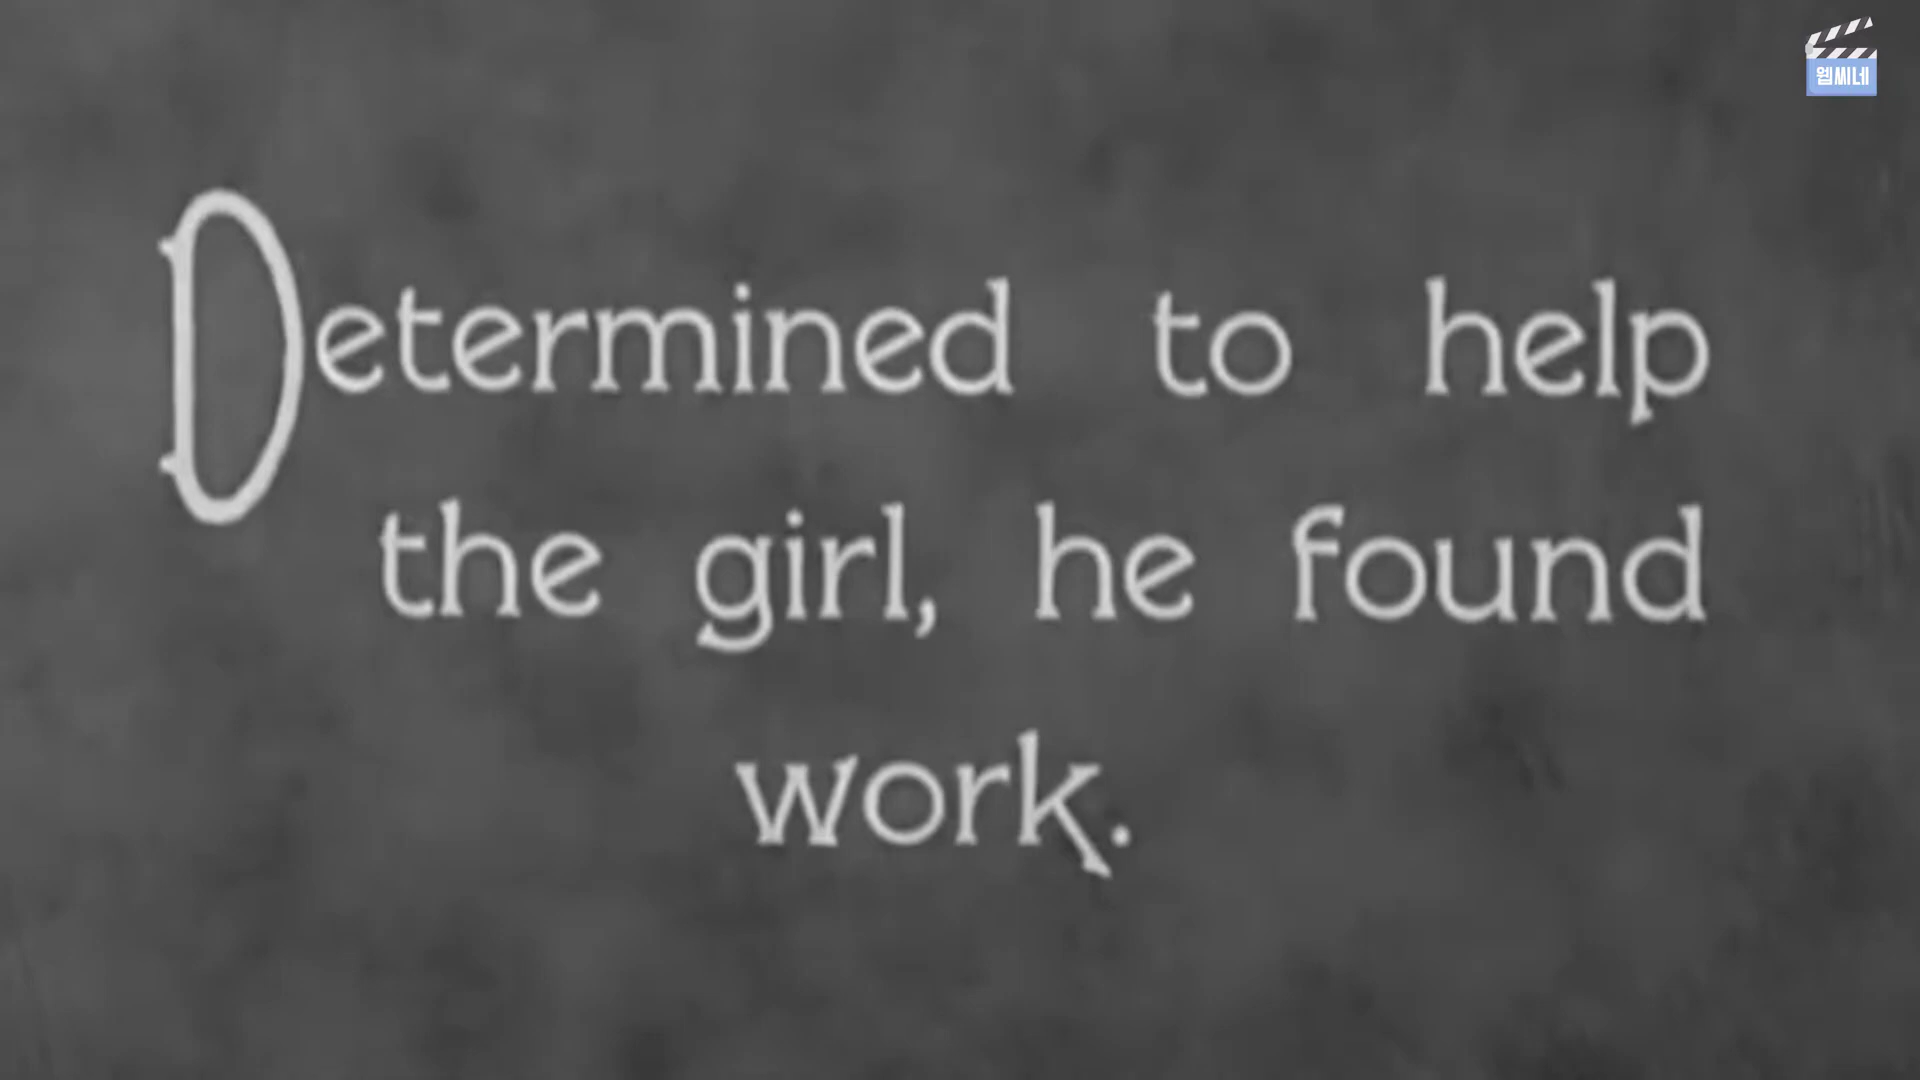 웹씨네
Determined to help
the girl, he found
work.